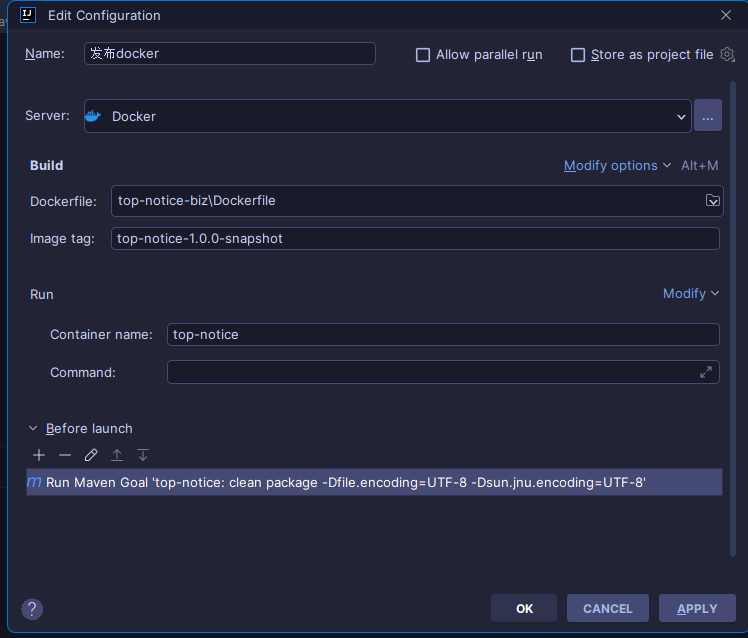 Edit Configuration
Name: 发布docker Allow parallel run Store as project file
Server: Docker ...
Build Modify options Alt+M
Dockerfile: top-notice-biz\Dockerfile
Image tag: top-notice-1.0.0-snapshot
Run Modify
Container name: top-notice
Command:
Before launch
m Run Maven Goal 'top-notice: clean package -Dfile.encoding=UTF-8 -Dsun.jnu.encoding=UTF-8'
? OK CANCEL APPLY